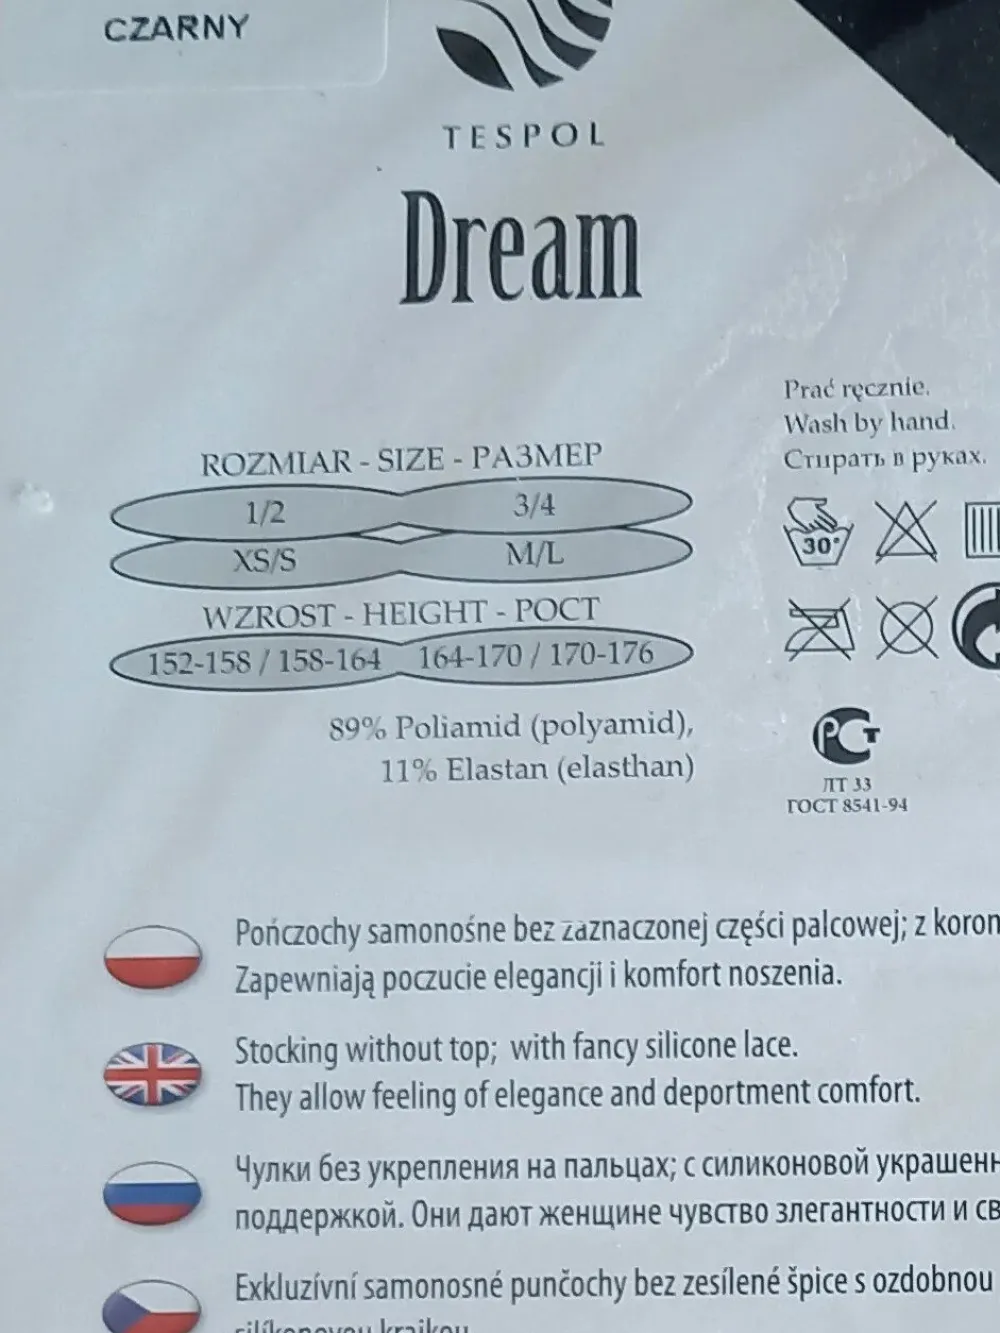 CZARNY
TESPOL
Dream
Prać ręcznie.
Wash by hand.
Стирать в руках.
ROZMIAR - SIZE - РАЗМЕР
1/2 3/4
XS/S M/L
30°
WZROST - HEIGHT - РОСТ
152-158 / 158-164 164-170 / 170-176
89% Poliamid (polyamid),
11% Elastan (elasthan)
РСТ
ЛТ 33
ГОСТ 8541-94
Pończochy samonośne bez zaznaczonej części palcowej; z koron
Zapewniają poczucie elegancji i komfort noszenia.
Stocking without top; with fancy silicone lace.
They allow feeling of elegance and deportment comfort.
Чулки без укрепления на пальцах; с силиконовой украшенн
поддержкой. Они дают женщине чувство злегантности и св
Exkluzívní samonosné punčochy bez zesílené špice s ozdobnou